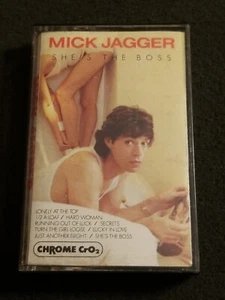 MICK JAGGER
SHE'S THE BOSS
LONELY AT THE TOP
1/2 A LOAF / HARD WOMAN
RUNNING OUT OF LUCK / SECRETS
TURN THE GIRL LOOSE / LUCKY IN LOVE
JUST ANOTHER NIGHT / SHE'S THE BOSS
CHROME CrO₂